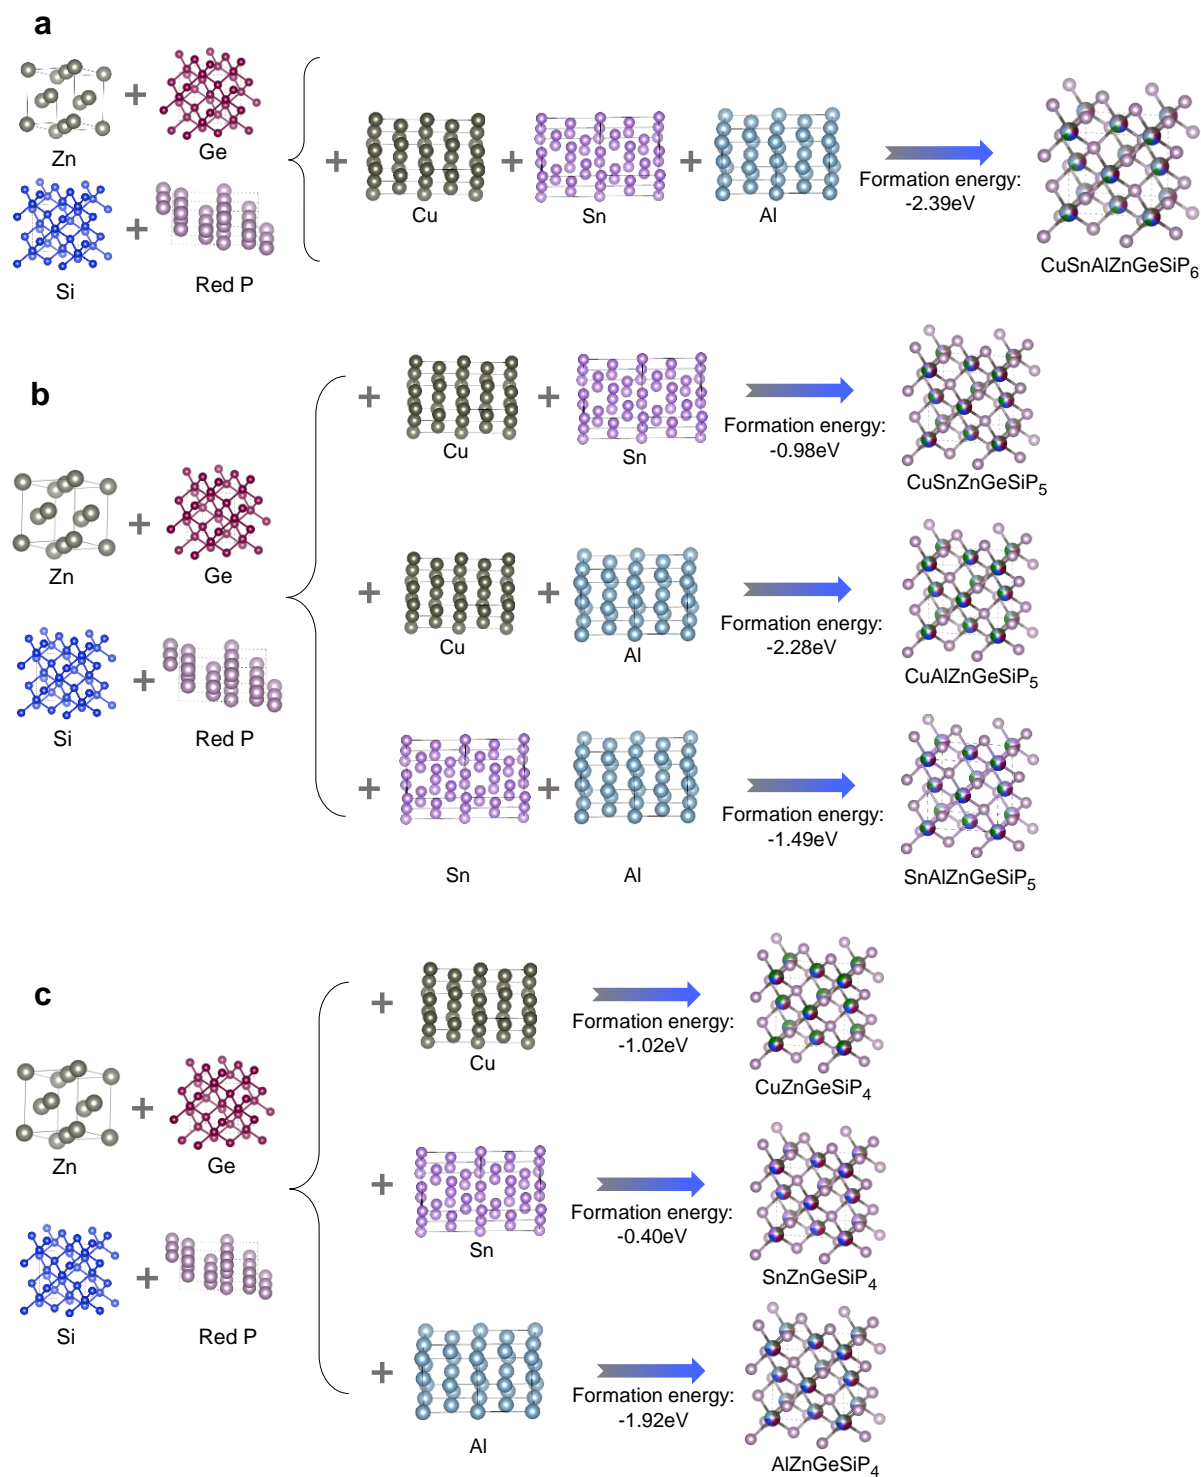 a
Zn
+
Ge
Si
+
Red P
+
Cu
+
Sn
+
Al
Formation energy:
-2.39eV
CuSnAlZnGeSiP6
b
Zn
+
Ge
Si
+
Red P
+
Cu
+
Sn
Formation energy:
-0.98eV
CuSnZnGeSiP5
+
Cu
+
Al
Formation energy:
-2.28eV
CuAlZnGeSiP5
+
Sn
+
Al
Formation energy:
-1.49eV
SnAlZnGeSiP5
c
Zn
+
Ge
Si
+
Red P
+
Cu
Formation energy:
-1.02eV
CuZnGeSiP4
+
Sn
Formation energy:
-0.40eV
SnZnGeSiP4
+
Al
Formation energy:
-1.92eV
AlZnGeSiP4